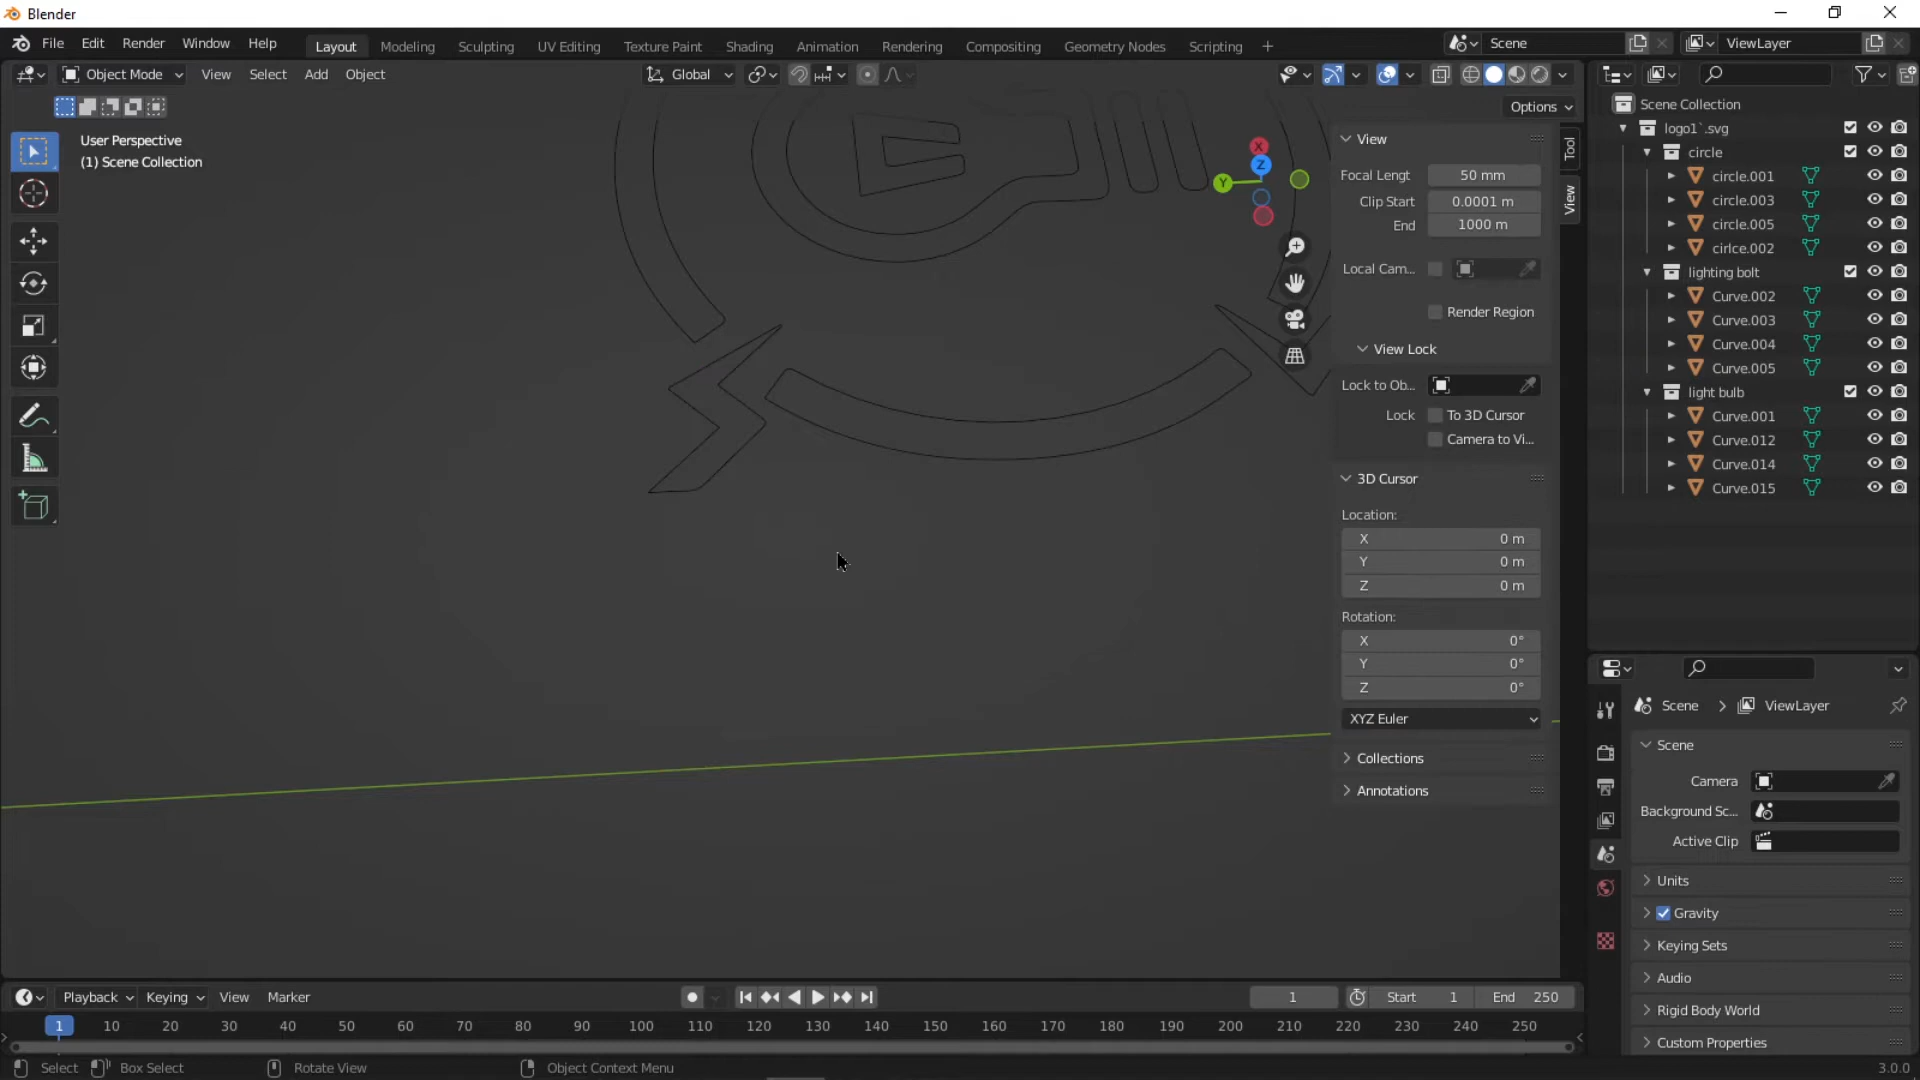 Blender
File Edit Render Window Help
Layout Modeling Sculpting UV Editing Texture Paint Shading Animation Rendering Compositing Geometry Nodes Scripting +
Scene
ViewLayer
Object Mode View Select Add Object
Global
Options
User Perspective
(1) Scene Collection
X
Y
Z
Tool
View
View
Focal Lengt 50 mm
Clip Start 0.0001 m
End 1000 m
Local Cam...
Render Region
View Lock
Lock to Ob...
Lock To 3D Cursor
Camera to Vi...
3D Cursor
Location:
X 0 m
Y 0 m
Z 0 m
Rotation:
X 0°
Y 0°
Z 0°
XYZ Euler
Collections
Annotations
Scene Collection
logo1`.svg
circle
circle.001
circle.003
circle.005
cirlce.002
lighting bolt
Curve.002
Curve.003
Curve.004
Curve.005
light bulb
Curve.001
Curve.012
Curve.014
Curve.015
Scene ViewLayer
Scene
Camera
Background Sc...
Active Clip
Units
Gravity
Keying Sets
Audio
Rigid Body World
Custom Properties
Playback Keying View Marker
1 Start 1 End 250
1 10 20 30 40 50 60 70 80 90 100 110 120 130 140 150 160 170 180 190 200 210 220 230 240 250
Select Box Select Rotate View Object Context Menu 3.0.0